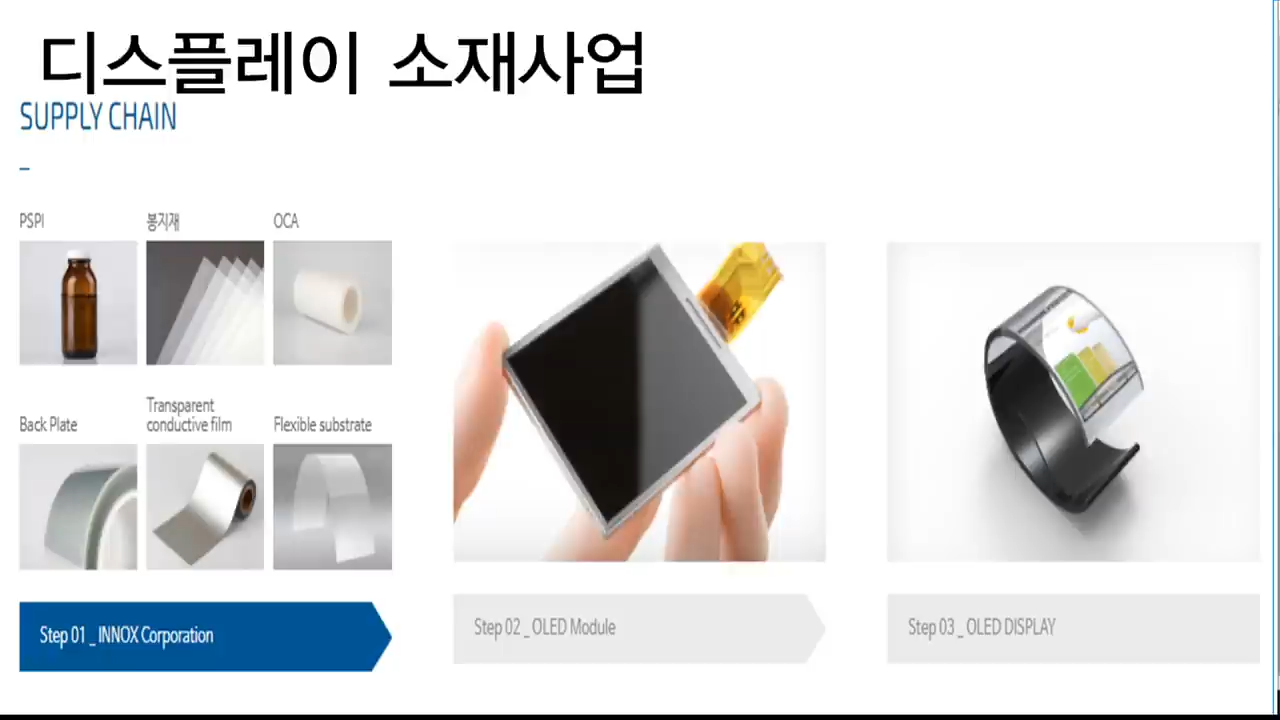 디스플레이 소재사업
SUPPLY CHAIN
PSPI
봉지재
OCA
Back Plate
Transparent
conductive film
Flexible substrate
Step 01 _ INNOX Corporation
Step 02 _ OLED Module
Step 03 _ OLED DISPLAY